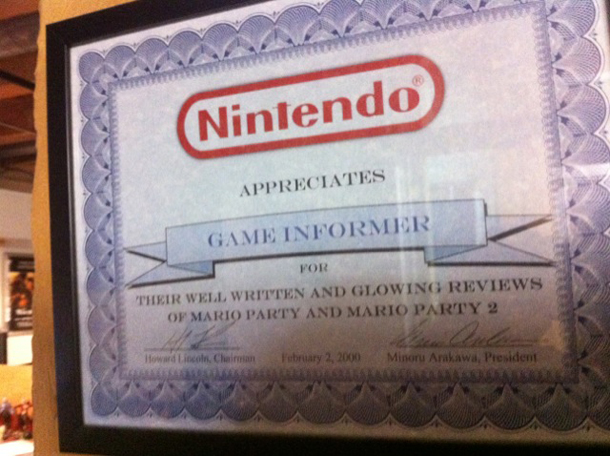 Nintendo®
APPRECIATES
GAME INFORMER
FOR
THEIR WELL WRITTEN AND GLOWING REVIEWS
OF MARIO PARTY AND MARIO PARTY 2
Howard Lincoln, Chairman February 2, 2000 Minoru Arakawa, President